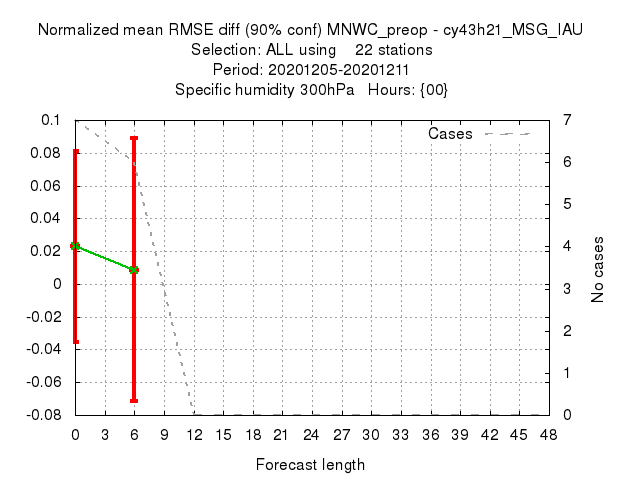 Normalized mean RMSE diff (90% conf) MNWC_preop - cy43h21_MSG_IAU
Selection: ALL using 22 stations
Period: 20201205-20201211
Specific humidity 300hPa Hours: {00}
0.1
0.08
0.06
0.04
0.02
0
-0.02
-0.04
-0.06
-0.08
Cases
7
6
5
4
3
2
1
0
No cases
0 3 6 9 12 15 18 21 24 27 30 33 36 39 42 45 48
Forecast length